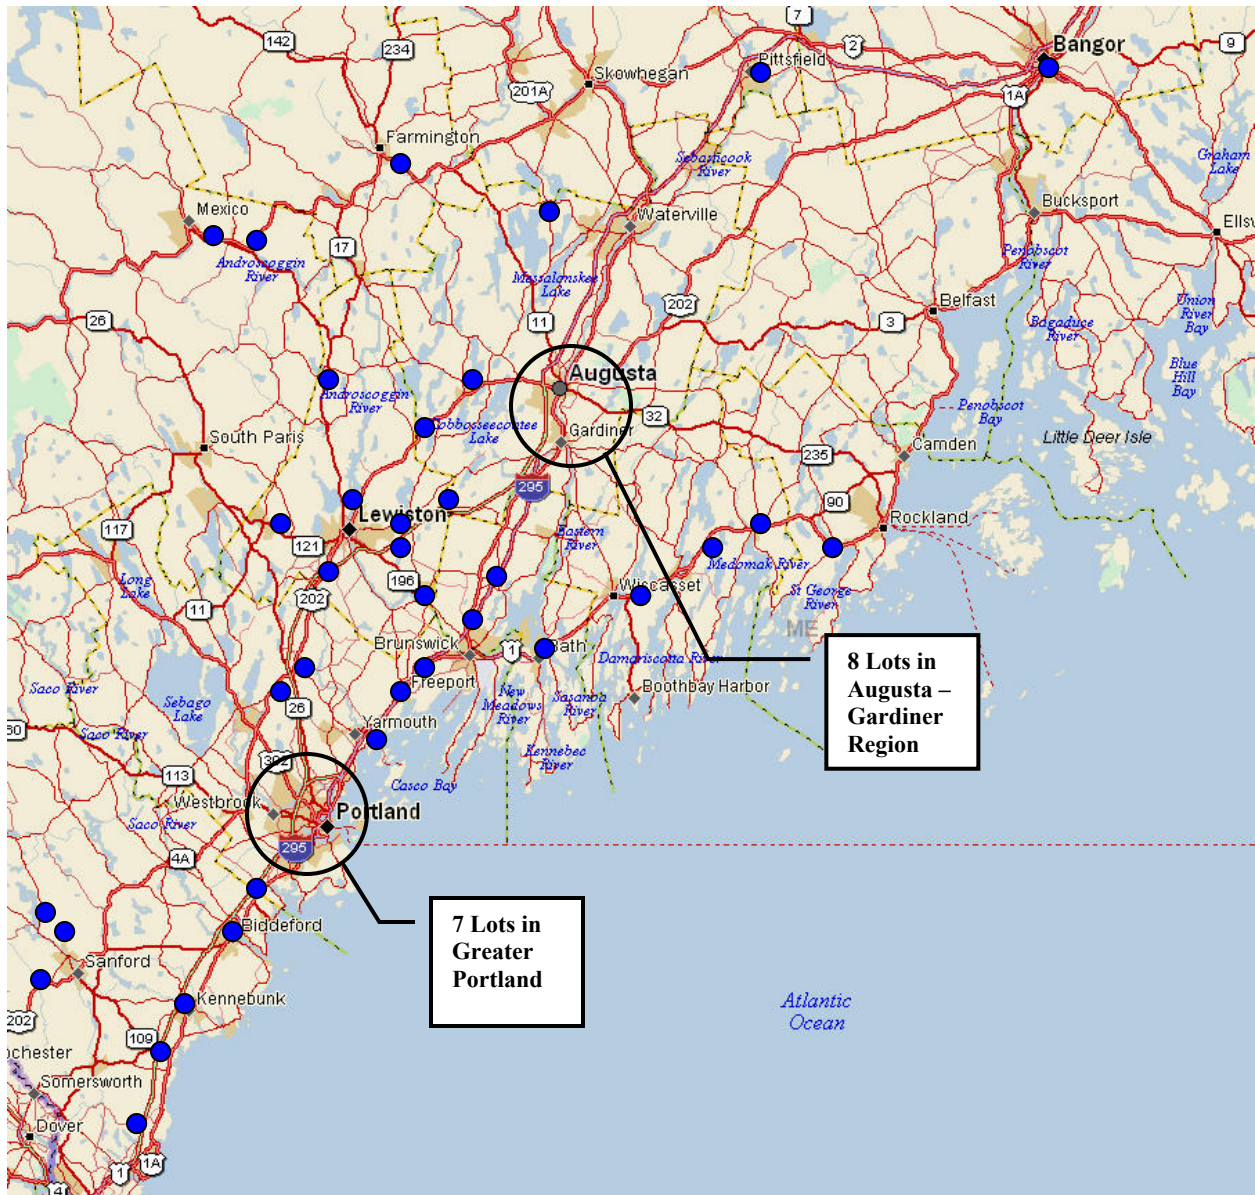 7
142
234
2
Bangor
9
Pittsfield
Skowhegan
201A
1A
Farmington
Sebasticook
River
Graham
Lake
Mexico
Waterville
Bucksport
17
Androscoggin
River
Messalonskee
Lake
Penobscot
River
202
Belfast
Union
River
Bay
26
11
3
Bagaduce
River
Blue
Hill
Bay
Augusta
Androscoggin
River
32
Penobscot
Bay
South Paris
Cobbosseecontee
Lake
Gardiner
Camden
Little Deer Isle
235
295
90
Lewiston
Rockland
117
121
Eastern
River
Medomak River
Long
Lake
196
Wiscasset
St George
River
11
202
ME
Brunswick
1
Bath
Damariscotta River
8 Lots in
Augusta –
Gardiner
Region
Saco River
Sebago
Lake
Freeport
New
Meadows
River
Sasanoa
River
Boothbay Harbor
26
Saco River
Yarmouth
Kennebec
River
302
113
Casco Bay
Westbrook
Portland
Saco River
295
4A
7 Lots in
Greater
Portland
Biddeford
Sanford
Kennebunk
Atlantic
Ocean
202
109
Somersworth
Dover
1
1A
4